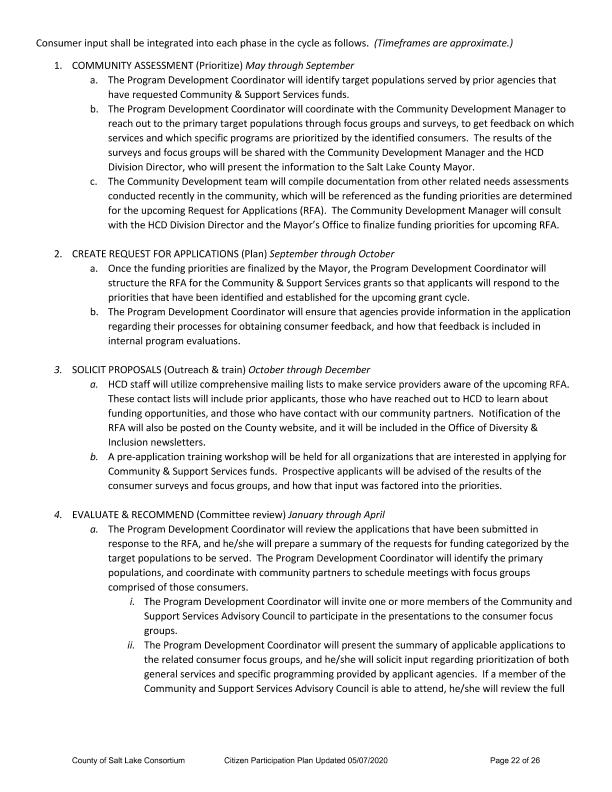 Consumer input shall be integrated into each phase in the cycle as follows.  (Timeframes are approximate.)
1. COMMUNITY ASSESSMENT (Prioritize) May through September
a. The Program Development Coordinator will identify target populations served by prior agencies that
have requested Community & Support Services funds.
b. The Program Development Coordinator will coordinate with the Community Development Manager to
reach out to the primary target populations through focus groups and surveys, to get feedback on which
services and which specific programs are prioritized by the identified consumers.  The results of the
surveys and focus groups will be shared with the Community Development Manager and the HCD
Division Director, who will present the information to the Salt Lake County Mayor.
c. The Community Development team will compile documentation from other related needs assessments
conducted recently in the community, which will be referenced as the funding priorities are determined
for the upcoming Request for Applications (RFA).  The Community Development Manager will consult
with the HCD Division Director and the Mayor's Office to finalize funding priorities for upcoming RFA.
2. CREATE REQUEST FOR APPLICATIONS (Plan) September through October
a. Once the funding priorities are finalized by the Mayor, the Program Development Coordinator will
structure the RFA for the Community & Support Services grants so that applicants will respond to the
priorities that have been identified and established for the upcoming grant cycle.
b. The Program Development Coordinator will ensure that agencies provide information in the application
regarding their processes for obtaining consumer feedback, and how that feedback is included in
internal program evaluations.
3. SOLICIT PROPOSALS (Outreach & train) October through December
a. HCD staff will utilize comprehensive mailing lists to make service providers aware of the upcoming RFA.
These contact lists will include prior applicants, those who have reached out to HCD to learn about
funding opportunities, and those who have contact with our community partners.  Notification of the
RFA will also be posted on the County website, and it will be included in the Office of Diversity &
Inclusion newsletters.
b. A pre-application training workshop will be held for all organizations that are interested in applying for
Community & Support Services funds.  Prospective applicants will be advised of the results of the
consumer surveys and focus groups, and how that input was factored into the priorities.
4. EVALUATE & RECOMMEND (Committee review) January through April
a. The Program Development Coordinator will review the applications that have been submitted in
response to the RFA, and he/she will prepare a summary of the requests for funding categorized by the
target populations to be served.  The Program Development Coordinator will identify the primary
populations, and coordinate with community partners to schedule meetings with focus groups
comprised of those consumers.
i. The Program Development Coordinator will invite one or more members of the Community and
Support Services Advisory Council to participate in the presentations to the consumer focus
groups.
ii. The Program Development Coordinator will present the summary of applicable applications to
the related consumer focus groups, and he/she will solicit input regarding prioritization of both
general services and specific programming provided by applicant agencies.  If a member of the
Community and Support Services Advisory Council is able to attend, he/she will review the full
County of Salt Lake Consortium Citizen Participation Plan Updated 05/07/2020 Page 22 of 26